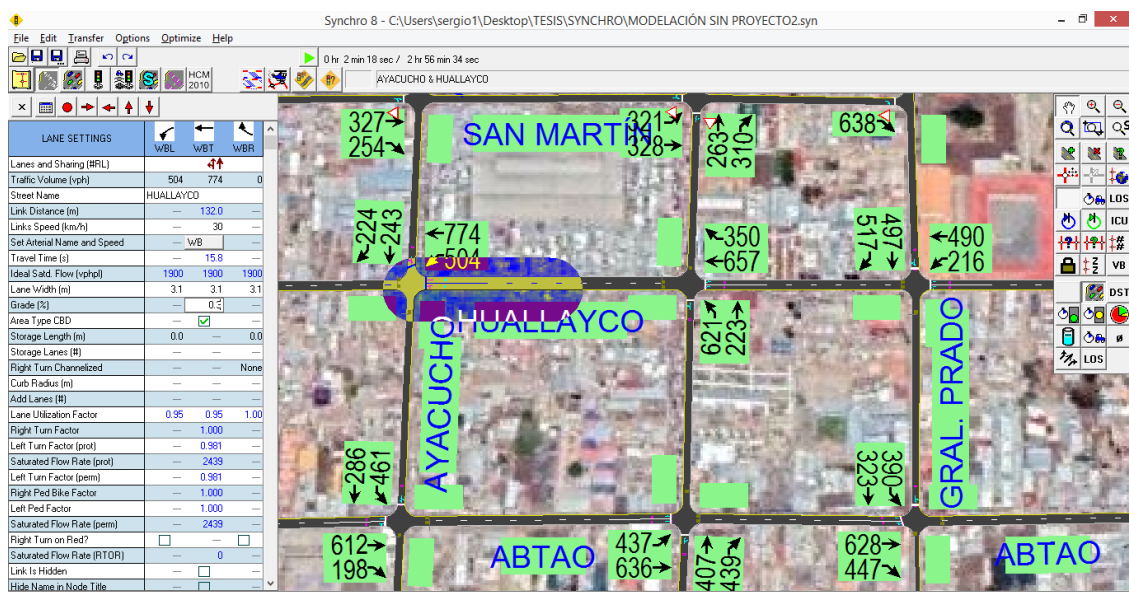 Synchro 8 - C:\Users\sergio1\Desktop\TESIS\SYNCHRO\MODELACIÓN SIN PROYECTO2.syn
File Edit Transfer Options Optimize Help
0 hr 2 min 18 sec / 2 hr 56 min 34 sec
HCM 2010
AYACUCHO & HUALLAYCO
LANE SETTINGS WBL WBT WBR
Lanes and Sharing (#RL)
Traffic Volume (vph) 504 774 0
Street Name HUALLAYCO
Link Distance (m) — 132.0 —
Links Speed (km/h) — 30 —
Set Arterial Name and Speed — WB —
Travel Time (s) — 15.8 —
Ideal Satd. Flow (vphpl) 1900 1900 1900
Lane Width (m) 3.1 3.1 3.1
Grade (%) — 0. —
Area Type CBD — —
Storage Length (m) 0.0 — 0.0
Storage Lanes (#) — — —
Right Turn Channelized — — None
Curb Radius (m) — — —
Add Lanes (#) — — —
Lane Utilization Factor 0.95 0.95 1.00
Right Turn Factor — 1.000 —
Left Turn Factor (prot) — 0.981 —
Saturated Flow Rate (prot) — 2439 —
Left Turn Factor (perm) — 0.981 —
Right Ped Bike Factor — 1.000 —
Left Ped Factor — 1.000 —
Saturated Flow Rate (perm) — 2439 —
Right Turn on Red? —
Saturated Flow Rate (RTOR) — 0 —
Link Is Hidden — —
Hide Name in Node Title — —
327
254
SAN MARTÍN
321
328
263
310
638
224
243
774
504
350
657
517
497
490
216
HUALLAYCO
HUALLA
AYACUCHO
621
223
GRAL. PRADO
286
461
323
390
612
198
ABTAO
437
636
407
439
628
447
ABTAO
LOS
ICU
VB
DST
ø
LOS